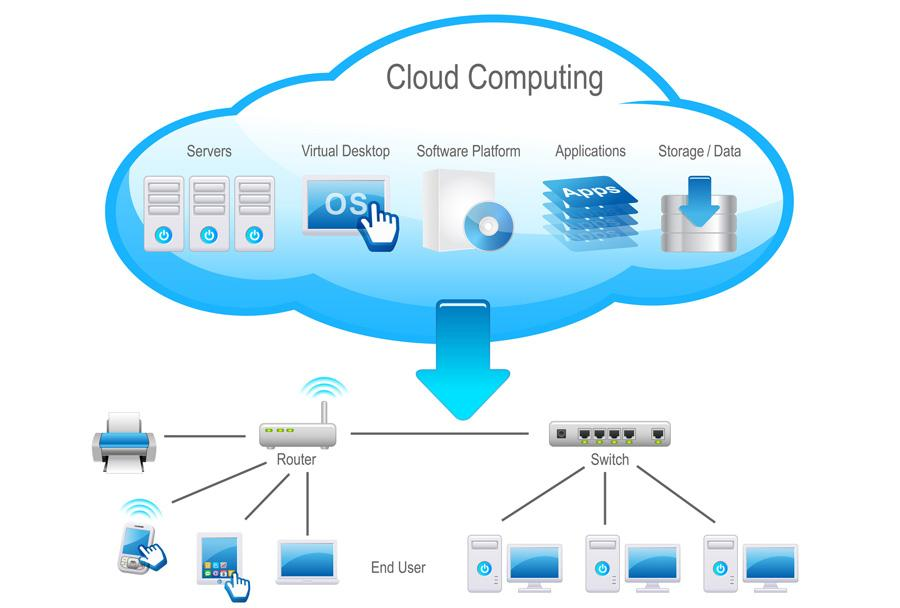 Cloud Computing
Servers
Virtual Desktop
Software Platform
Applications
Storage / Data
OS
Apps
Router
Switch
End User